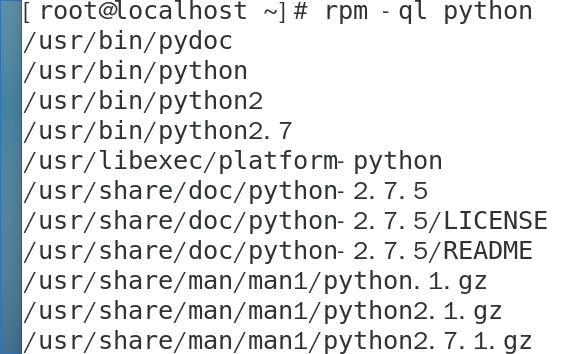 [root@localhost ~]# rpm -ql python
/usr/bin/pydoc
/usr/bin/python
/usr/bin/python2
/usr/bin/python2.7
/usr/libexec/platform-python
/usr/share/doc/python-2.7.5
/usr/share/doc/python-2.7.5/LICENSE
/usr/share/doc/python-2.7.5/README
/usr/share/man/man1/python.1.gz
/usr/share/man/man1/python2.1.gz
/usr/share/man/man1/python2.7.1.gz